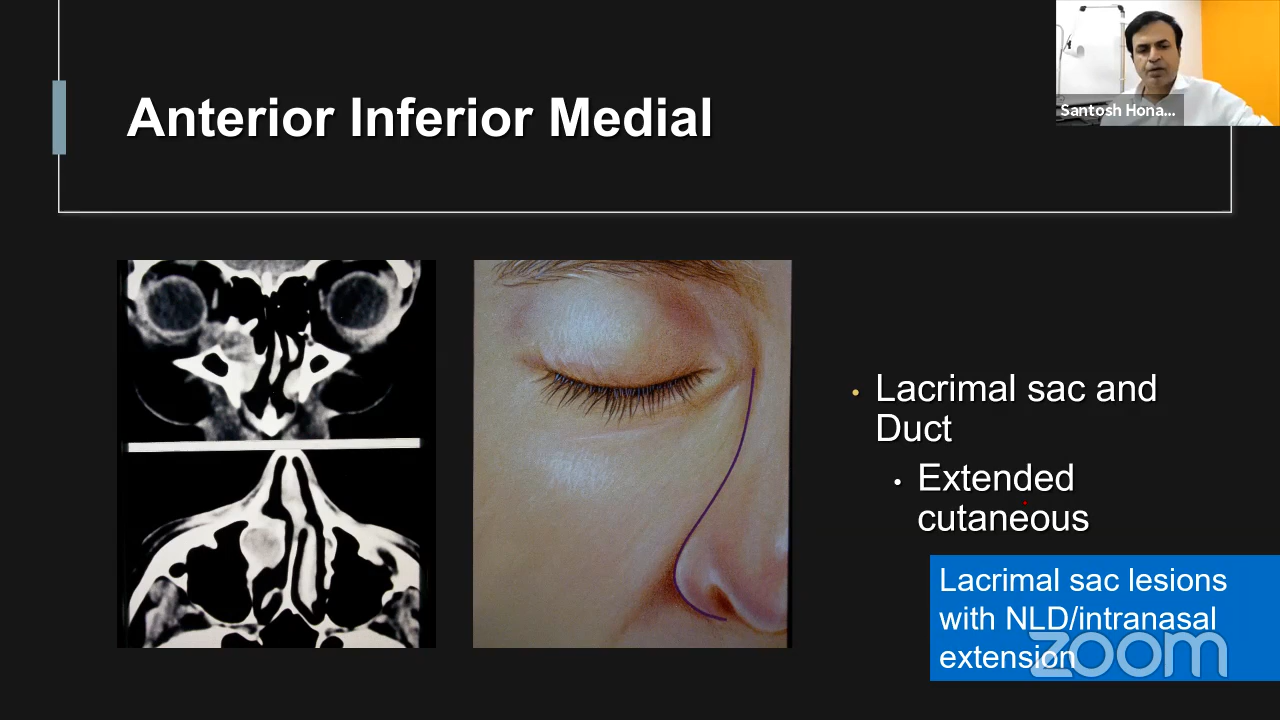 Anterior Inferior Medial
Santosh Hona...
• Lacrimal sac and
Duct
• Extended
cutaneous
Lacrimal sac lesions
with NLD/intranasal
extension
zoom